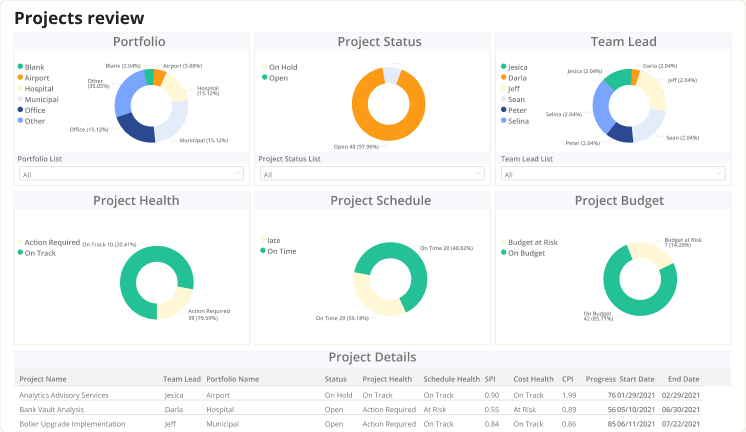 Projects review
Portfolio
Blank
Airport
Hospital
Municipal
Office
Other
Blank (2.04%)
Airport (5.08%)
Hospital
(15.12%)
Municipal (15.12%)
Office (15.12%)
Other
(35.05%)
Portfolio List
All
Project Status
On Hold
Open
Open 48 (97.96%)
Project Status List
All
Team Lead
Jesica
Darla
Jeff
Sean
Peter
Selina
Jesica (2.04%)
Darla (2.04%)
Jeff (2.04%)
Sean (2.04%)
Peter (2.04%)
Selina (2.04%)
Team Lead List
All
Project Health
Action Required
On Track
On Track 10 (20.41%)
Action Required
39 (79.59%)
Project Schedule
late
On Time
On Time 20 (40.82%)
On Time 29 (59.18%)
Project Budget
Budget at Risk
On Budget
Budget at Risk
7 (14.29%)
On Budget
42 (85.71%)
Project Details
Project Name Team Lead Portfolio Name Status Project Health Schedule Health SPI Cost Health CPI Progress Start Date End Date
Analytics Advisory Services Jesica Airport On Hold On Track On Track 0.90 On Track 1.99 76 01/29/2021 02/29/2021
Bank Vault Analysis Darla Hospital Open Action Required At Risk 0.55 At Risk 0.89 56 05/10/2021 06/30/2021
Bolier Upgrade Implementation Jeff Municipal Open Action Required On Track 0.84 On Track 0.86 85 06/11/2021 07/22/2021